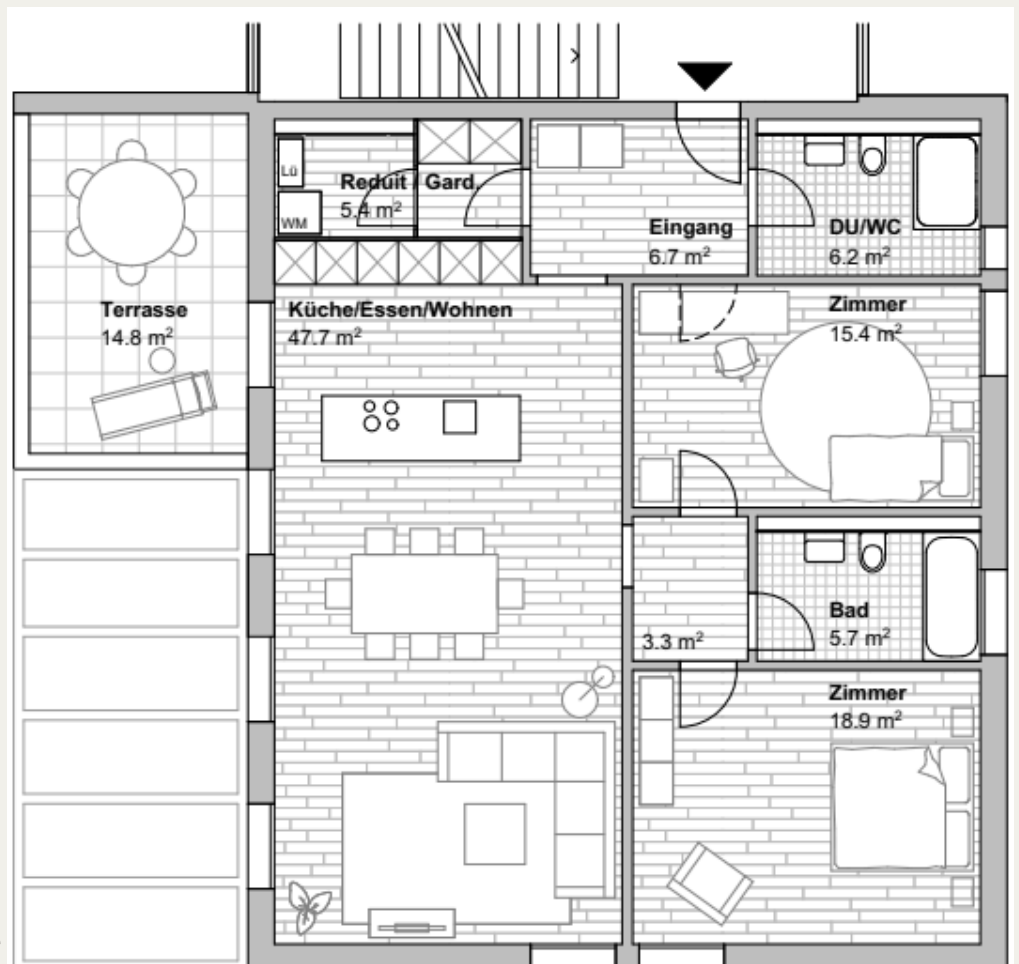 Lü
Reduit / Gard.
5.4 m²
WM
Eingang
6.7 m²
DU/WC
6.2 m²
Terrasse
14.8 m²
Küche/Essen/Wohnen
47.7 m²
Zimmer
15.4 m²
3.3 m²
Bad
5.7 m²
Zimmer
18.9 m²